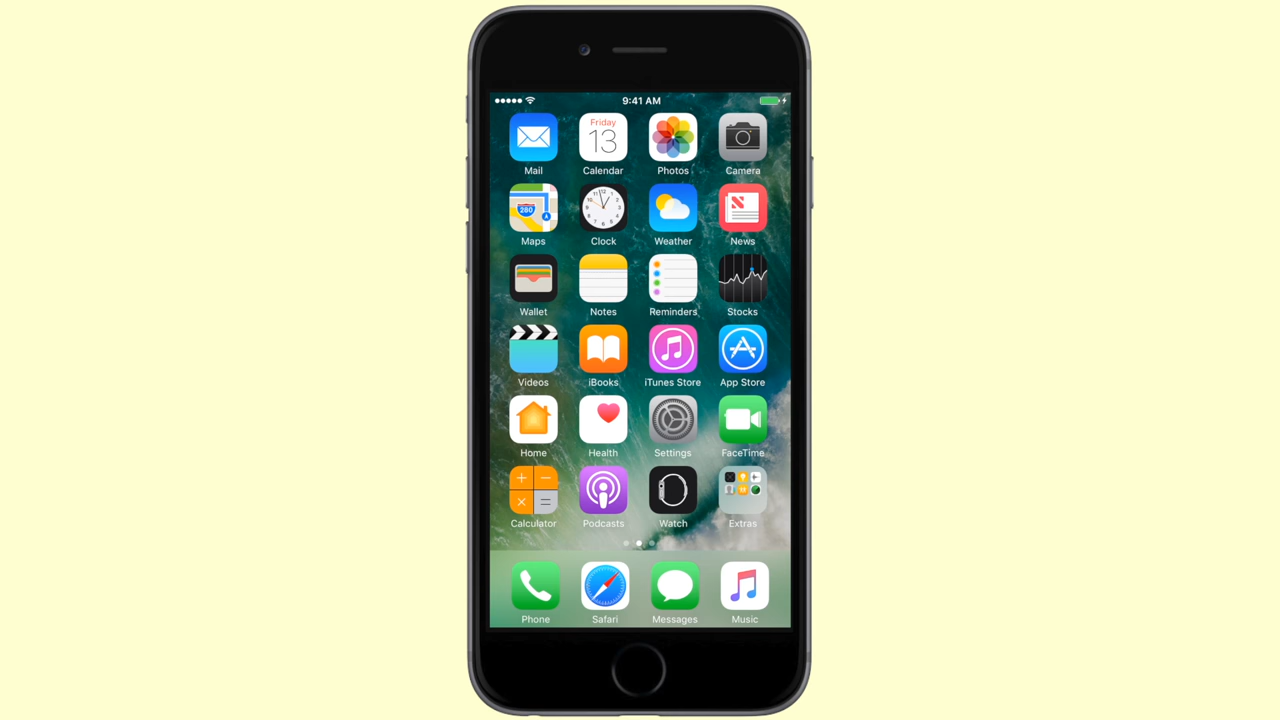 9:41 AM
Friday
13
Mail Calendar Photos Camera
280
Maps Clock Weather News
Wallet Notes Reminders Stocks
Videos iBooks iTunes Store App Store
Home Health Settings FaceTime
Calculator Podcasts Watch Extras
Phone Safari Messages Music